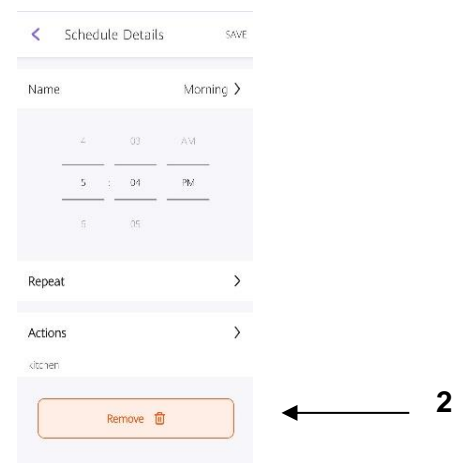 Schedule Details SAVE
Name Morning
4 03 AM
5 : 04 PM
6 05
Repeat
Actions
kitchen
Remove
2